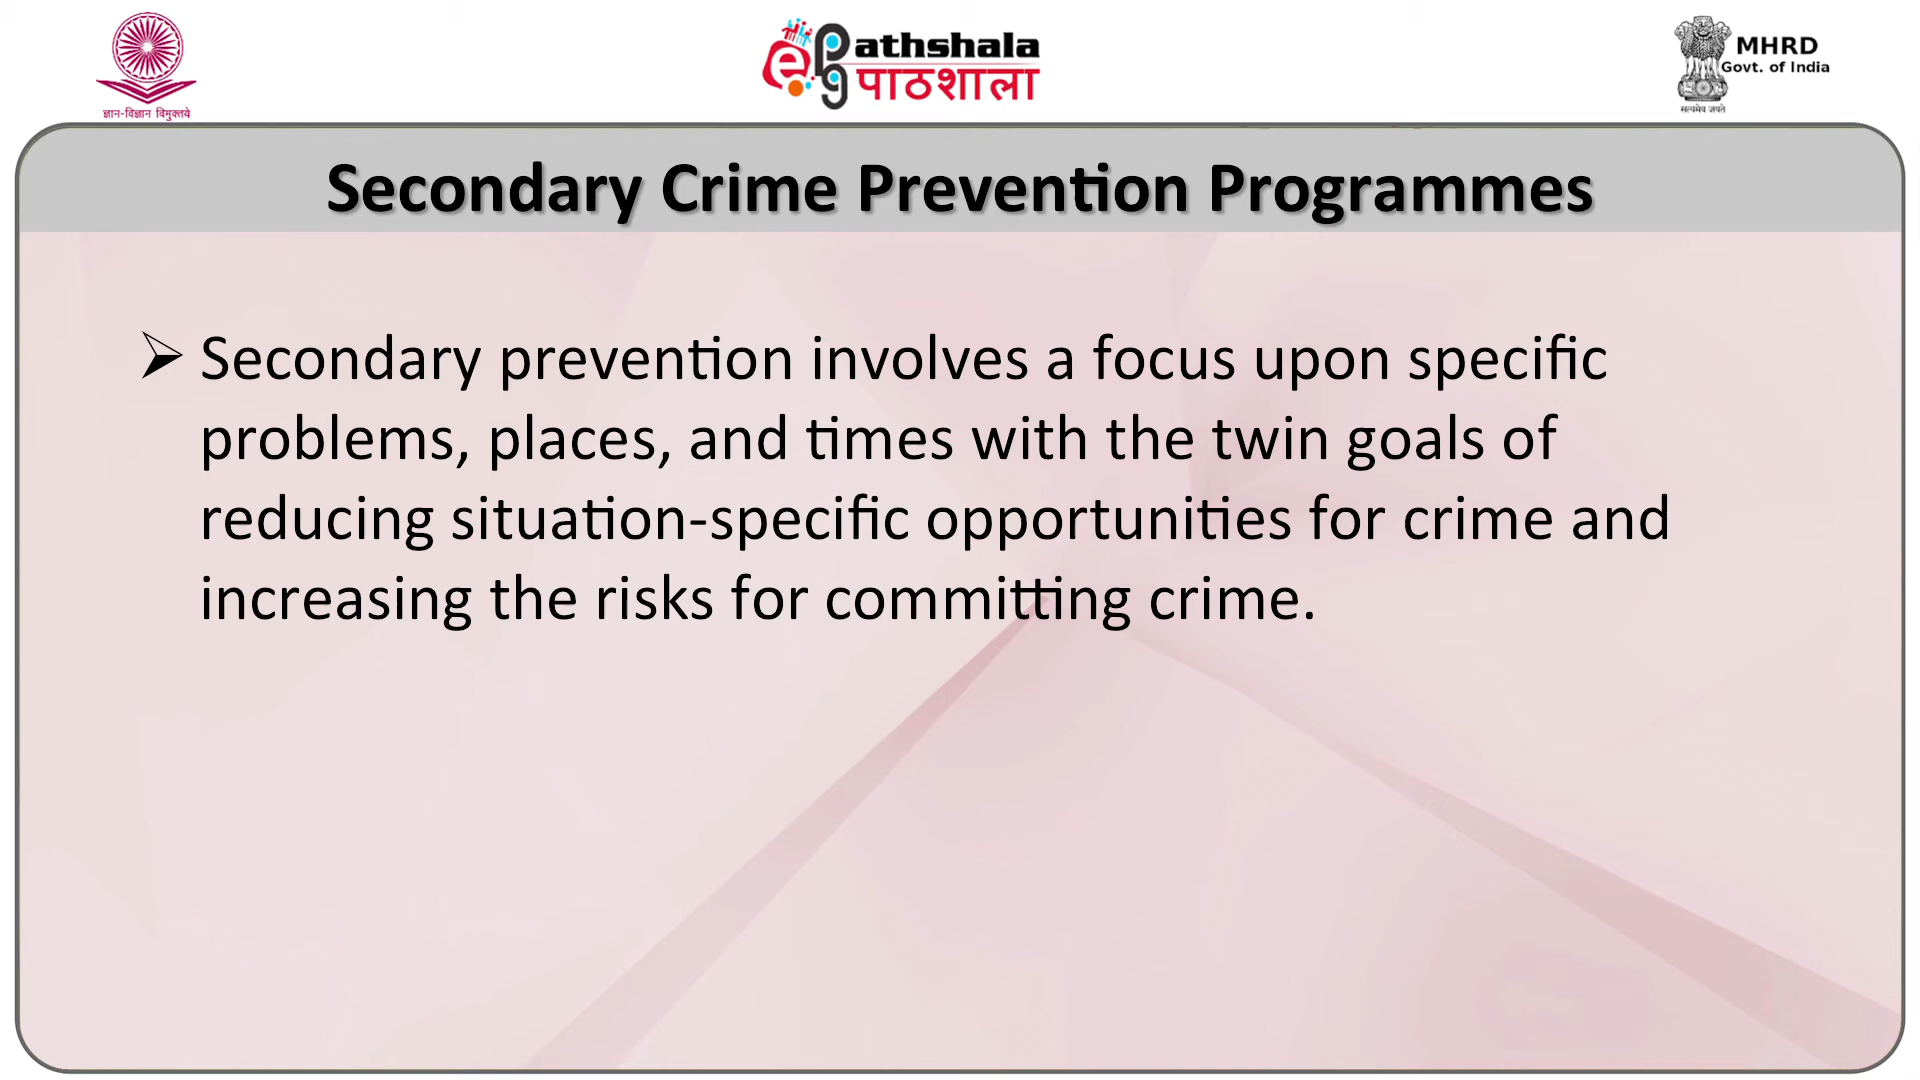 ज्ञान-विज्ञान विमुक्तये
epg Pathshala
पाठशाला
MHRD
Govt. of India
सत्यमेव जयते
Secondary Crime Prevention Programmes
➢ Secondary prevention involves a focus upon specific
problems, places, and times with the twin goals of
reducing situation-specific opportunities for crime and
increasing the risks for committing crime.